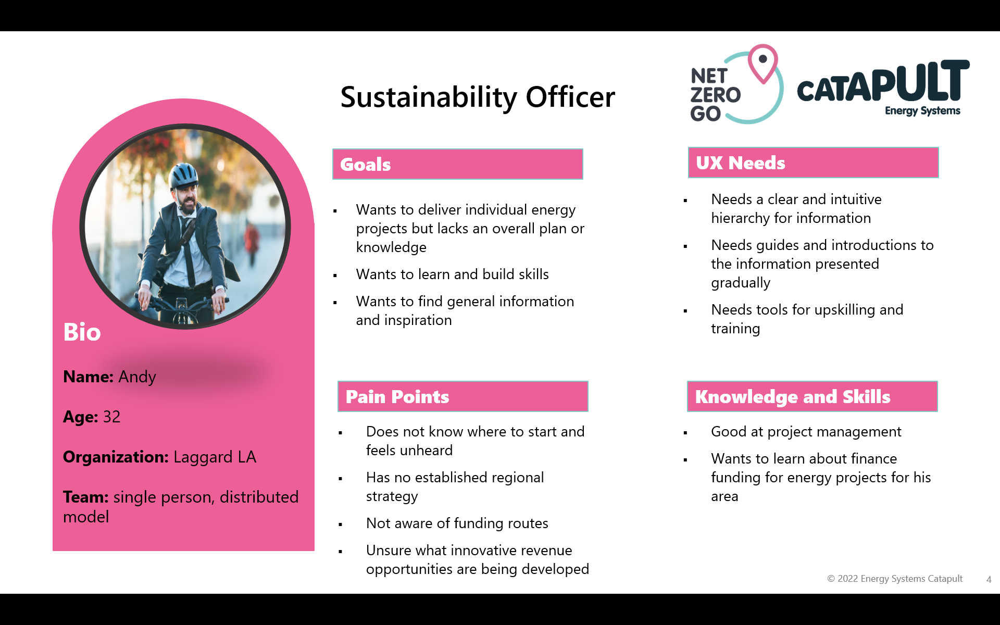 NET
ZERO
GO
CATAPULT
Energy Systems
Sustainability Officer
Bio
Name: Andy
Age: 32
Organization: Laggard LA
Team: single person, distributed
model
Goals
▪ Wants to deliver individual energy
projects but lacks an overall plan or
knowledge
▪ Wants to learn and build skills
▪ Wants to find general information
and inspiration
UX Needs
▪ Needs a clear and intuitive
hierarchy for information
▪ Needs guides and introductions to
the information presented
gradually
▪ Needs tools for upskilling and
training
Pain Points
▪ Does not know where to start and
feels unheard
▪ Has no established regional
strategy
▪ Not aware of funding routes
▪ Unsure what innovative revenue
opportunities are being developed
Knowledge and Skills
▪ Good at project management
▪ Wants to learn about finance
funding for energy projects for his
area
© 2022 Energy Systems Catapult
4